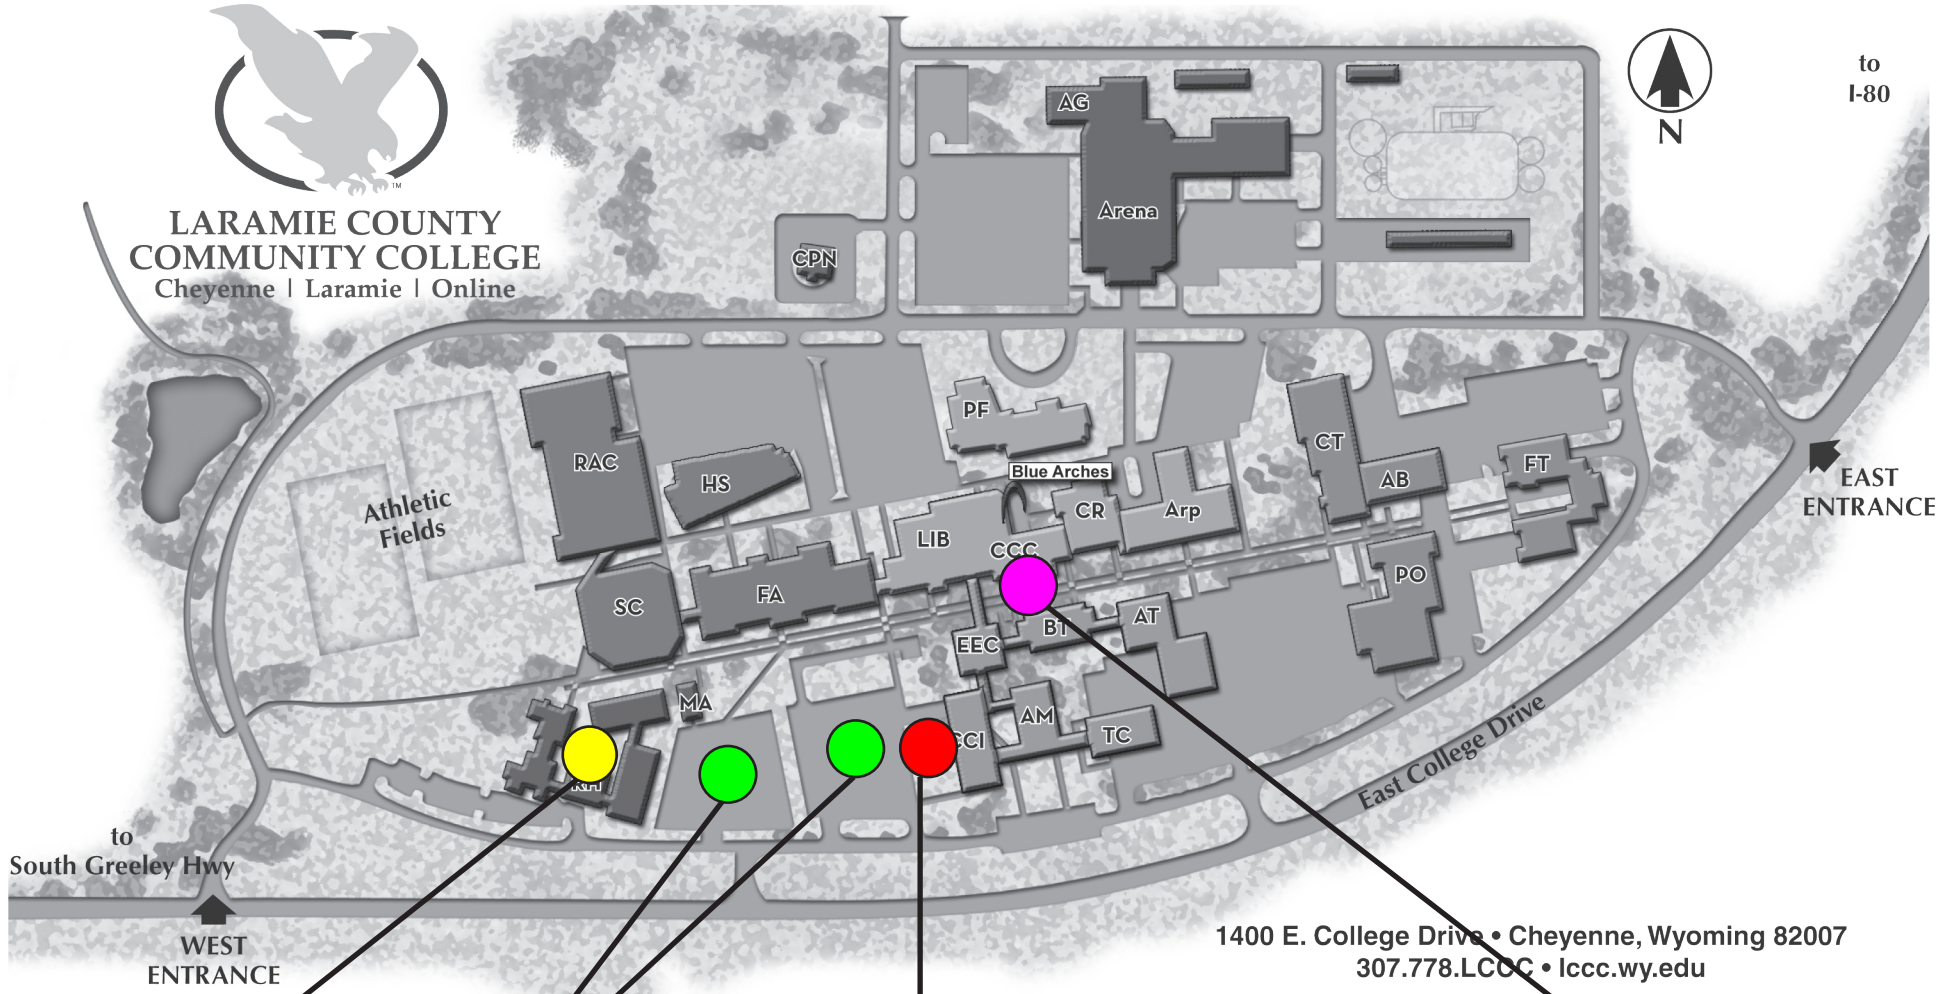 to
I-80
N
AG
Arena
CPN
™
LARAMIE COUNTY
COMMUNITY COLLEGE
Cheyenne | Laramie | Online
PF
RAC
HS
Blue Arches
CT
AB
FT
EAST
ENTRANCE
Athletic
Fields
LIB
CR
Arp
CCC
SC
FA
PO
EEC
BT
AT
MA
AM
TC
CCI
RH
East College Drive
to
South Greeley Hwy
WEST
ENTRANCE
1400 E. College Drive • Cheyenne, Wyoming 82007
307.778.LCCC • lccc.wy.edu